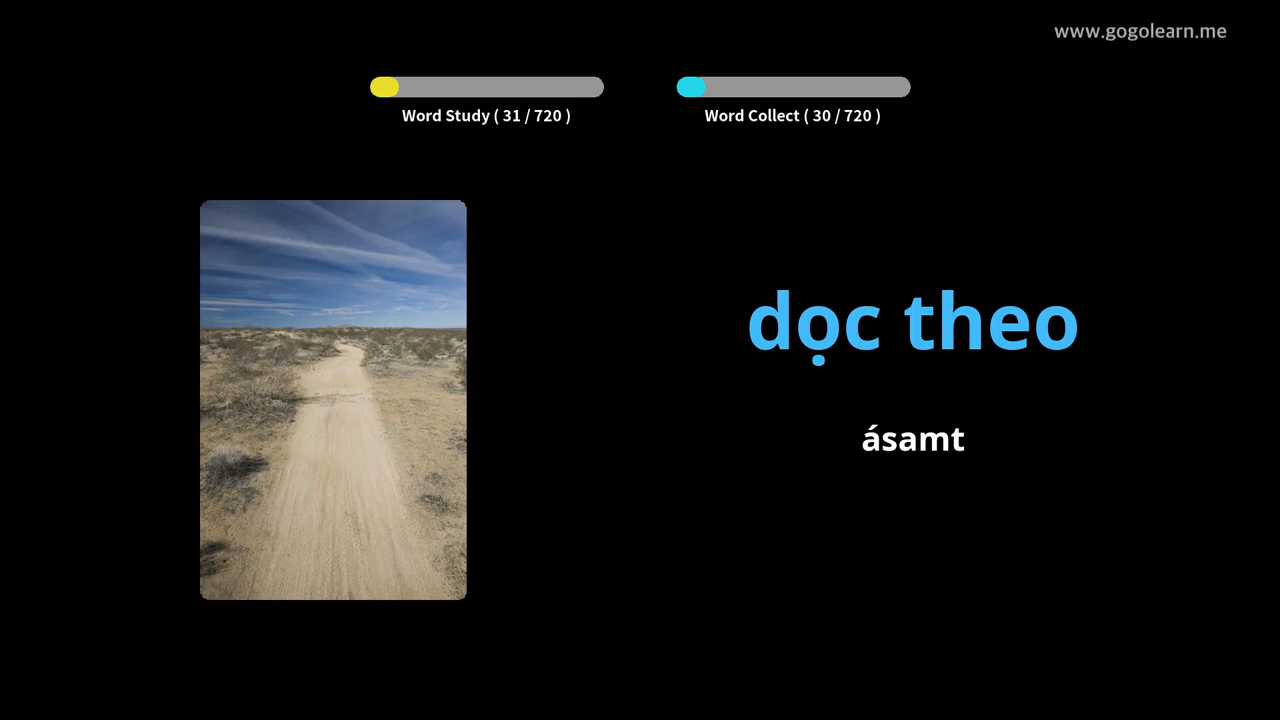 www.gogolearn.me
Word Study ( 31 / 720 )
Word Collect ( 30 / 720 )
dọc theo
ásamt